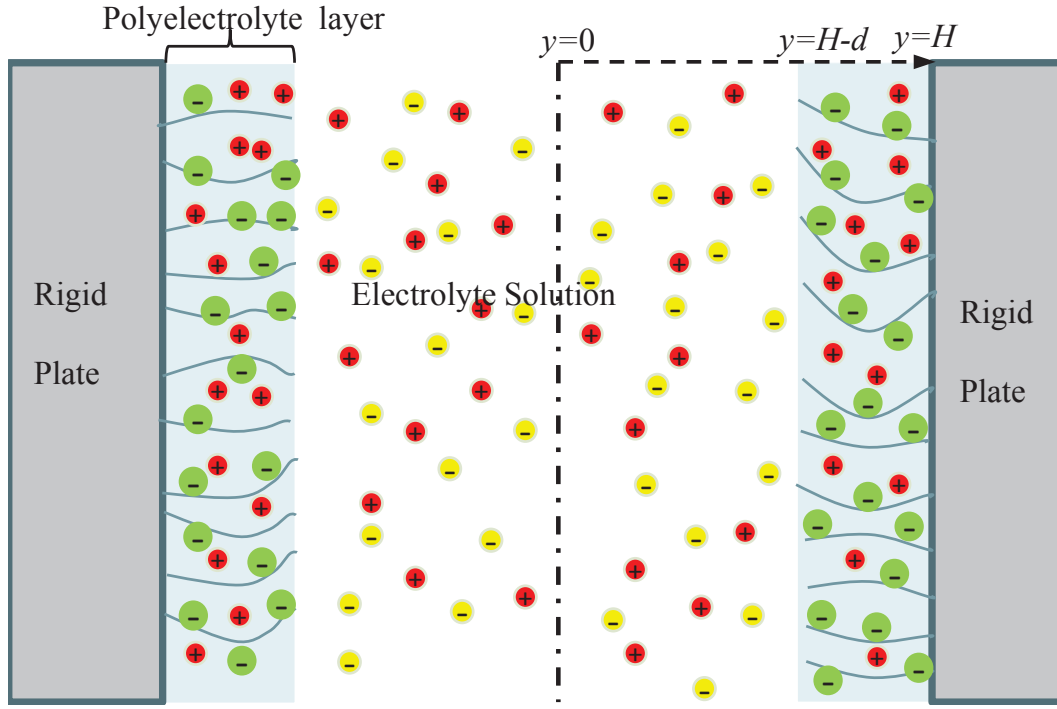 Polyelectrolyte layer
y=0
y=H-d
y=H
Electrolyte Solution
Rigid
Plate
Rigid
Plate